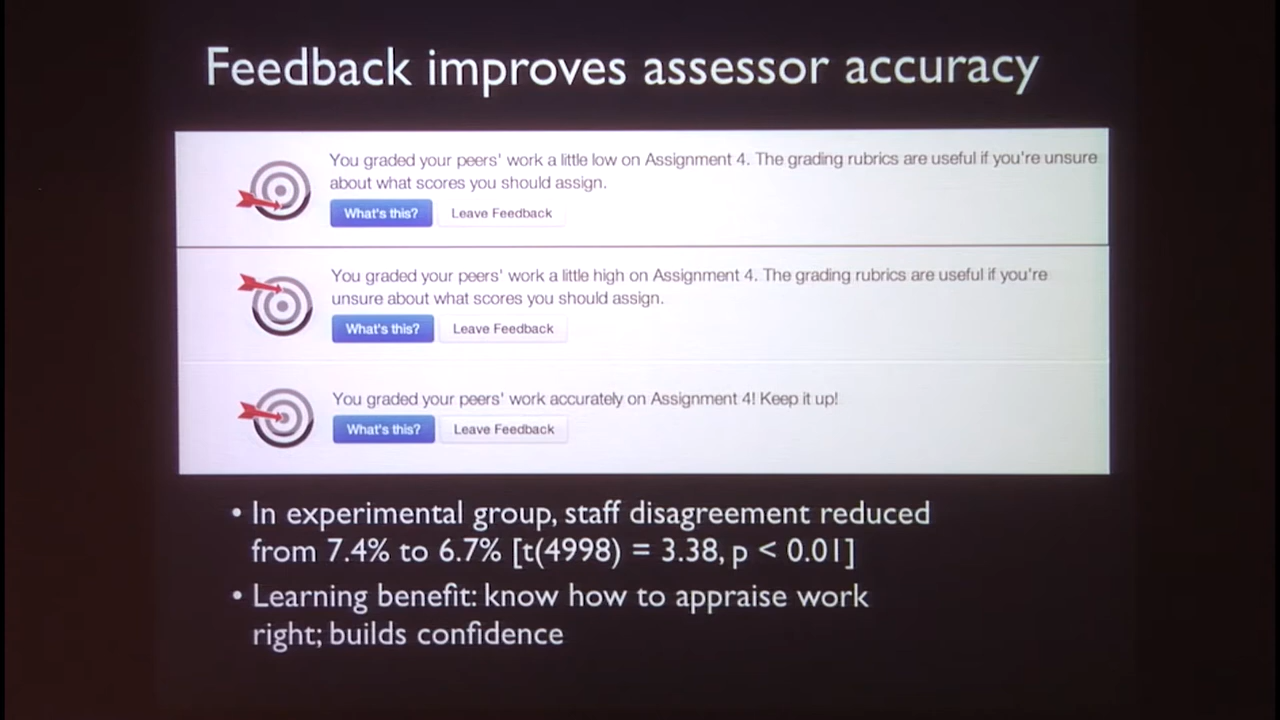 Feedback improves assessor accuracy
You graded your peers' work a little low on Assignment 4. The grading rubrics are useful if you're unsure
about what scores you should assign.
What's this? Leave Feedback
You graded your peers' work a little high on Assignment 4. The grading rubrics are useful if you're
unsure about what scores you should assign.
What's this? Leave Feedback
You graded your peers' work accurately on Assignment 4! Keep it up!
What's this? Leave Feedback
• In experimental group, staff disagreement reduced
from 7.4% to 6.7% [t(4998) = 3.38, p < 0.01]
• Learning benefit: know how to appraise work
right; builds confidence